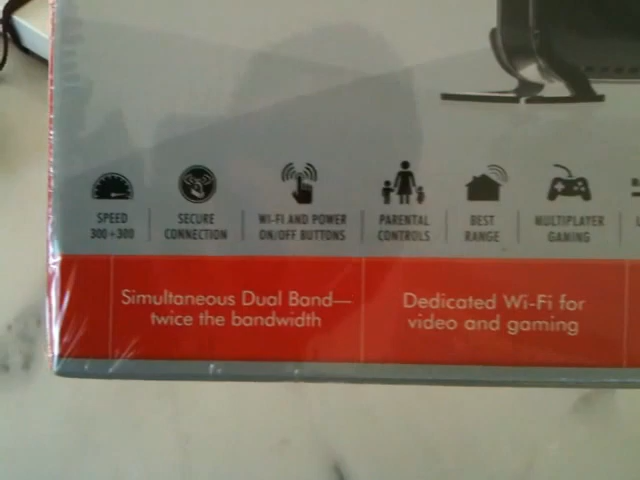 SPEED
300+300
SECURE
CONNECTION
WI-FI AND POWER
ON/OFF BUTTONS
PARENTAL
CONTROLS
BEST
RANGE
MULTIPLAYER
GAMING
Simultaneous Dual Band—
twice the bandwidth
Dedicated Wi-Fi for
video and gaming